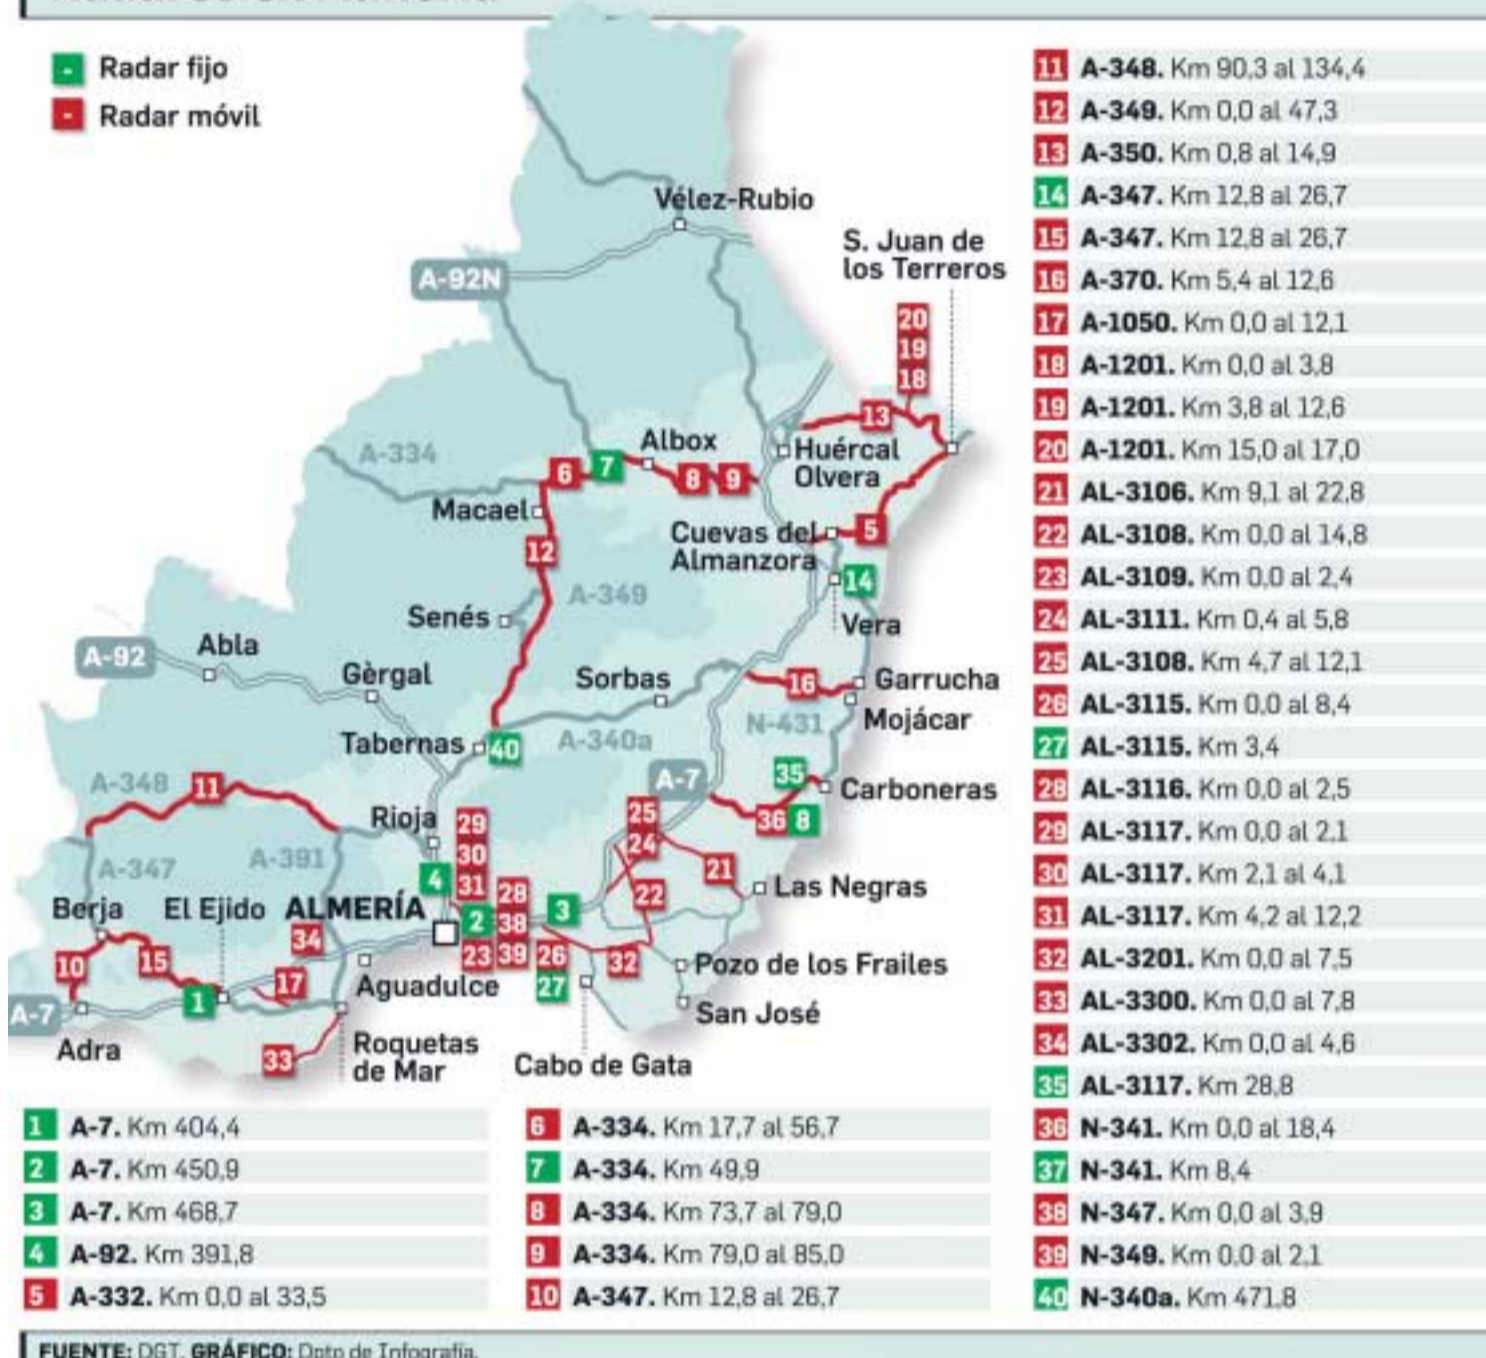 - Radar fijo
- Radar móvil
Vélez-Rubio
S. Juan de
los Terreros
A-92N
20
19
18
13
A-334
Albox
Huércal
Olvera
6
7
8
9
Macael
Cuevas del
Almanzora
5
12
14
A-349
Senés
Vera
A-92
Abla
Gèrgal
Sorbas
16
Garrucha
Mojácar
N-431
Tabernas
40
A-340a
A-348
11
A-7
35
Carboneras
Rioja
29
30
31
25
24
36
8
A-347
A-391
4
28
21
22
Las Negras
Berja
El Ejido
ALMERÍA
2
38
3
34
10
15
23
39
26
32
Pozo de los Frailes
17
Aguadulce
27
1
A-7
San José
Adra
33
Roquetas
de Mar
Cabo de Gata
1 A-7. Km 404,4
2 A-7. Km 450,9
3 A-7. Km 468,7
4 A-92. Km 391,8
5 A-332. Km 0,0 al 33,5
6 A-334. Km 17,7 al 56,7
7 A-334. Km 49,9
8 A-334. Km 73,7 al 79,0
9 A-334. Km 79,0 al 85,0
10 A-347. Km 12,8 al 26,7
11 A-348. Km 90,3 al 134,4
12 A-349. Km 0,0 al 47,3
13 A-350. Km 0,8 al 14,9
14 A-347. Km 12,8 al 26,7
15 A-347. Km 12,8 al 26,7
16 A-370. Km 5,4 al 12,6
17 A-1050. Km 0,0 al 12,1
18 A-1201. Km 0,0 al 3,8
19 A-1201. Km 3,8 al 12,6
20 A-1201. Km 15,0 al 17,0
21 AL-3106. Km 9,1 al 22,8
22 AL-3108. Km 0,0 al 14,8
23 AL-3109. Km 0,0 al 2,4
24 AL-3111. Km 0,4 al 5,8
25 AL-3108. Km 4,7 al 12,1
26 AL-3115. Km 0,0 al 8,4
27 AL-3115. Km 3,4
28 AL-3116. Km 0,0 al 2,5
29 AL-3117. Km 0,0 al 2,1
30 AL-3117. Km 2,1 al 4,1
31 AL-3117. Km 4,2 al 12,2
32 AL-3201. Km 0,0 al 7,5
33 AL-3300. Km 0,0 al 7,8
34 AL-3302. Km 0,0 al 4,6
35 AL-3117. Km 28,8
36 N-341. Km 0,0 al 18,4
37 N-341. Km 8,4
38 N-347. Km 0,0 al 3,9
39 N-349. Km 0,0 al 2,1
40 N-340a. Km 471,8
FUENTE: DGT. GRÁFICO: Dpto de Infografía.